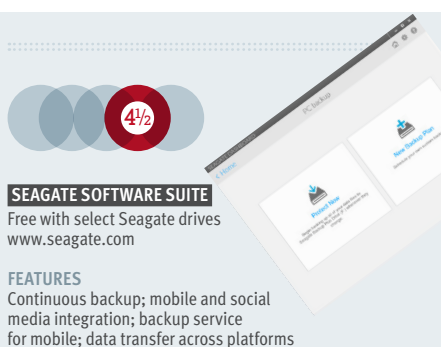 4½
PC backup
< Home
Protect Now
New Backup Plan
SEAGATE SOFTWARE SUITE
Free with select Seagate drives
www.seagate.com
FEATURES
Continuous backup; mobile and social
media integration; backup service
for mobile; data transfer across platforms